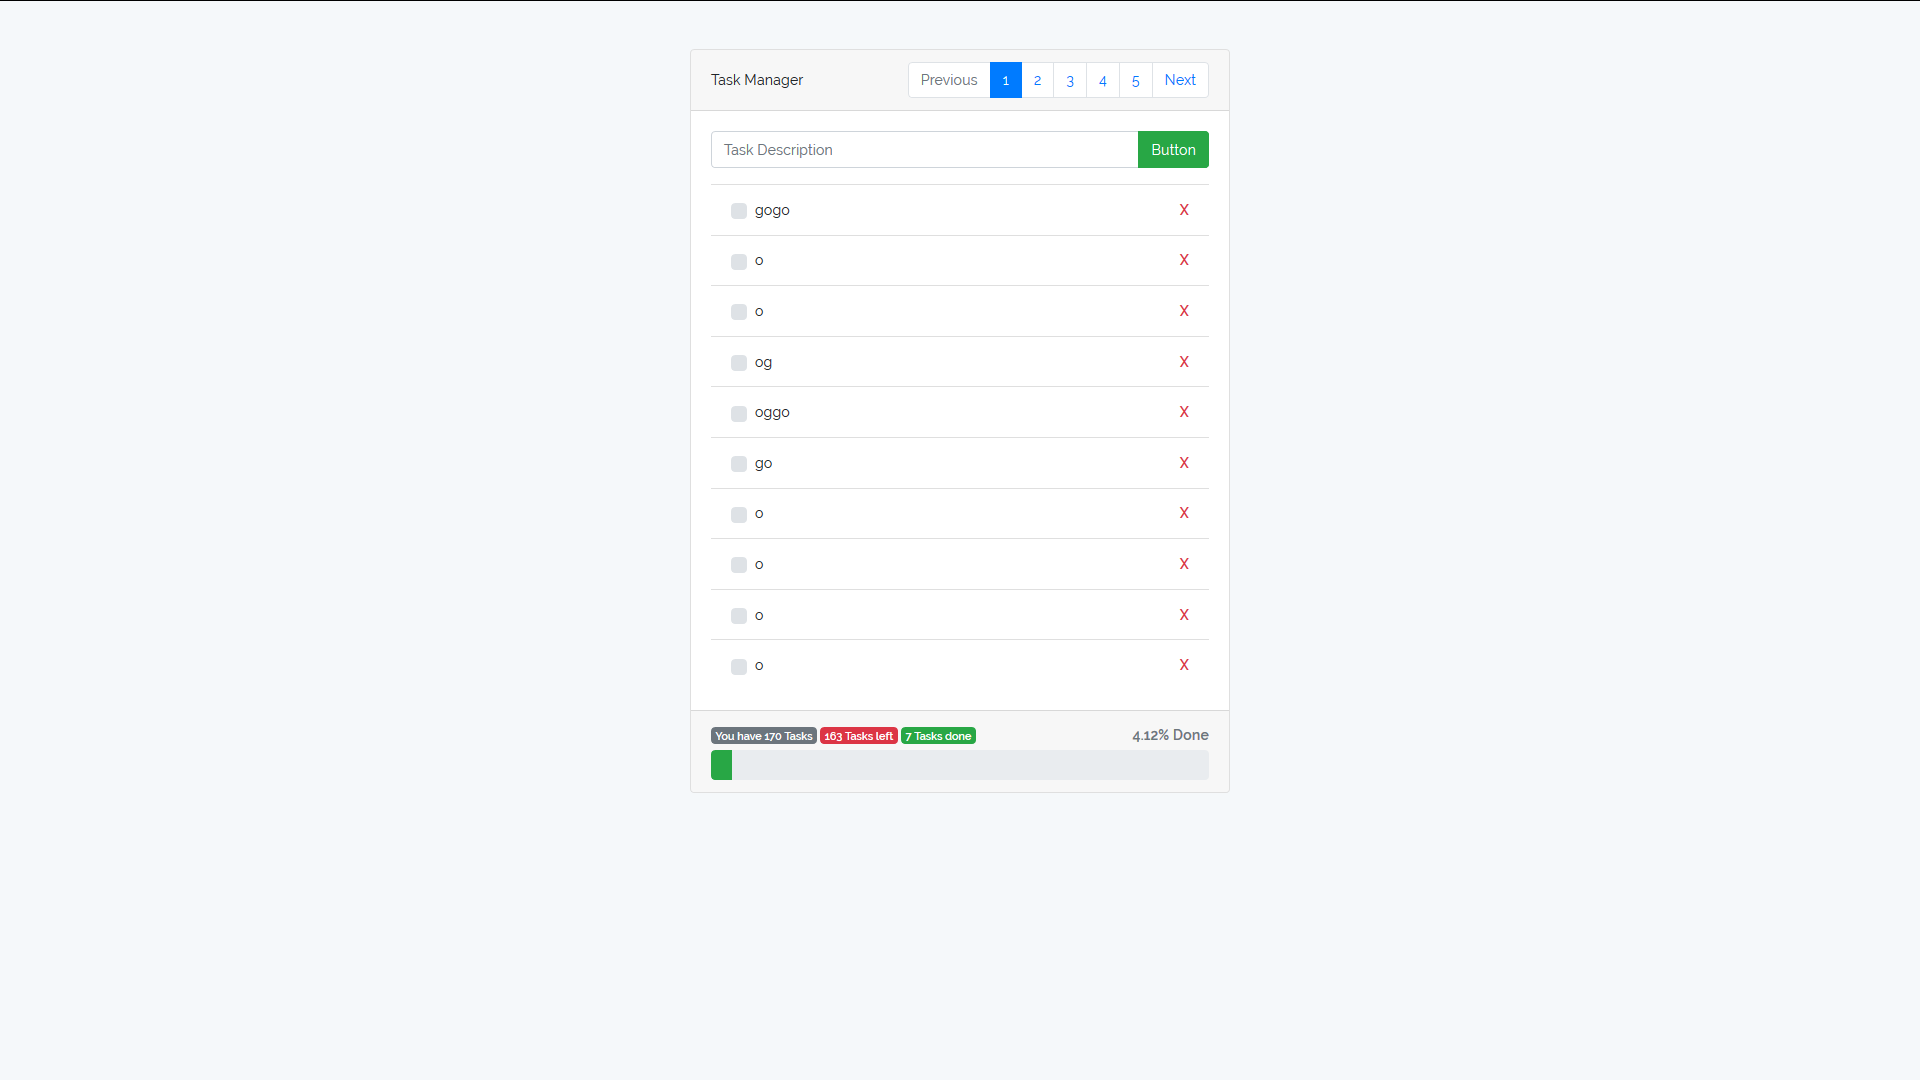 Task Manager
Previous 1 2 3 4 5 Next
Task Description Button
gogo X
o X
o X
og X
oggo X
go X
o X
o X
o X
o X
You have 170 Tasks 163 Tasks left 7 Tasks done 4.12% Done